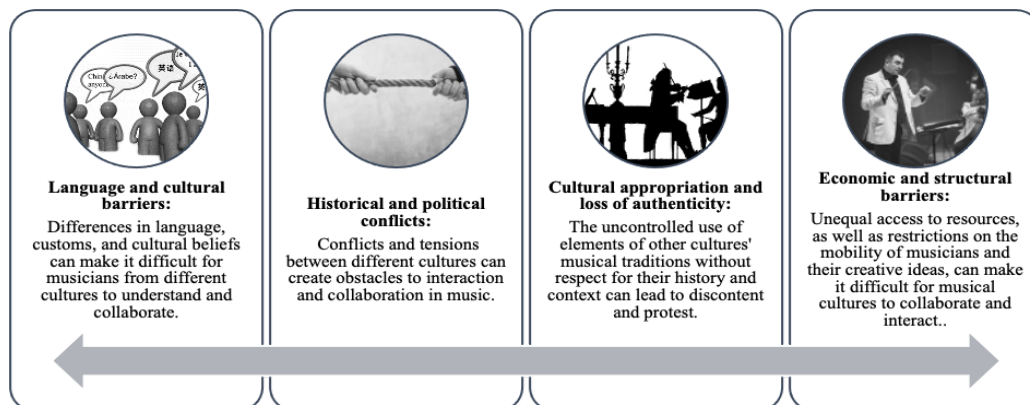 Chin
anyon
¿Arabe?
英语
Language and cultural
barriers:
Differences in language,
customs, and cultural beliefs
can make it difficult for
musicians from different
cultures to understand and
collaborate.
Historical and political
conflicts:
Conflicts and tensions
between different cultures can
create obstacles to interaction
and collaboration in music.
Cultural appropriation and
loss of authenticity:
The uncontrolled use of
elements of other cultures'
musical traditions without
respect for their history and
context can lead to discontent
and protest.
Economic and structural
barriers:
Unequal access to resources,
as well as restrictions on the
mobility of musicians and
their creative ideas, can make
it difficult for musical
cultures to collaborate and
interact..